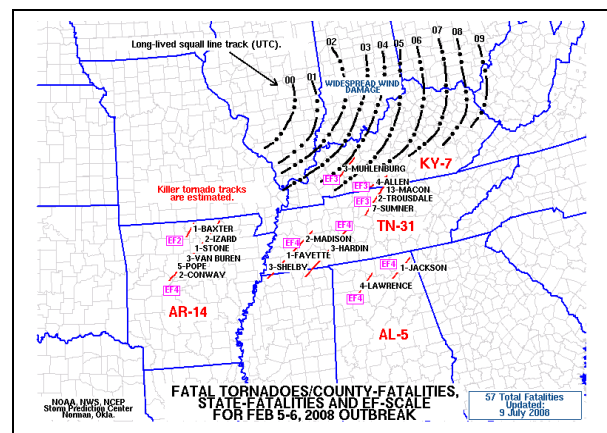 Long-lived squall line track (UTC).
00
01
02
03
04
05
06
07
08
09
WIDESPREAD WIND
DAMAGE
KY-7
3-MUHLENBURG
EF3
4-ALLEN
EF3
13-MACON
2-TROUSDALE
EF3
7-SUMNER
TN-31
Killer tornado tracks
are estimated.
1-BAXTER
EF2
2-IZARD
1-STONE
3-VAN BUREN
5-POPE
2-CONWAY
EF4
AR-14
EF4
2-MADISON
EF4
3-HARDIN
1-FAYETTE
3-SHELBY
EF4
1-JACKSON
4-LAWRENCE
EF4
AL-5
FATAL TORNADOES/COUNTY-FATALITIES,
STATE-FATALITIES AND EF-SCALE
FOR FEB 5-6, 2008 OUTBREAK
NOAA, NWS, NCEP
Storm Prediction Center
Norman, Okla.
57 Total Fatalities
Updated:
9 July 2008